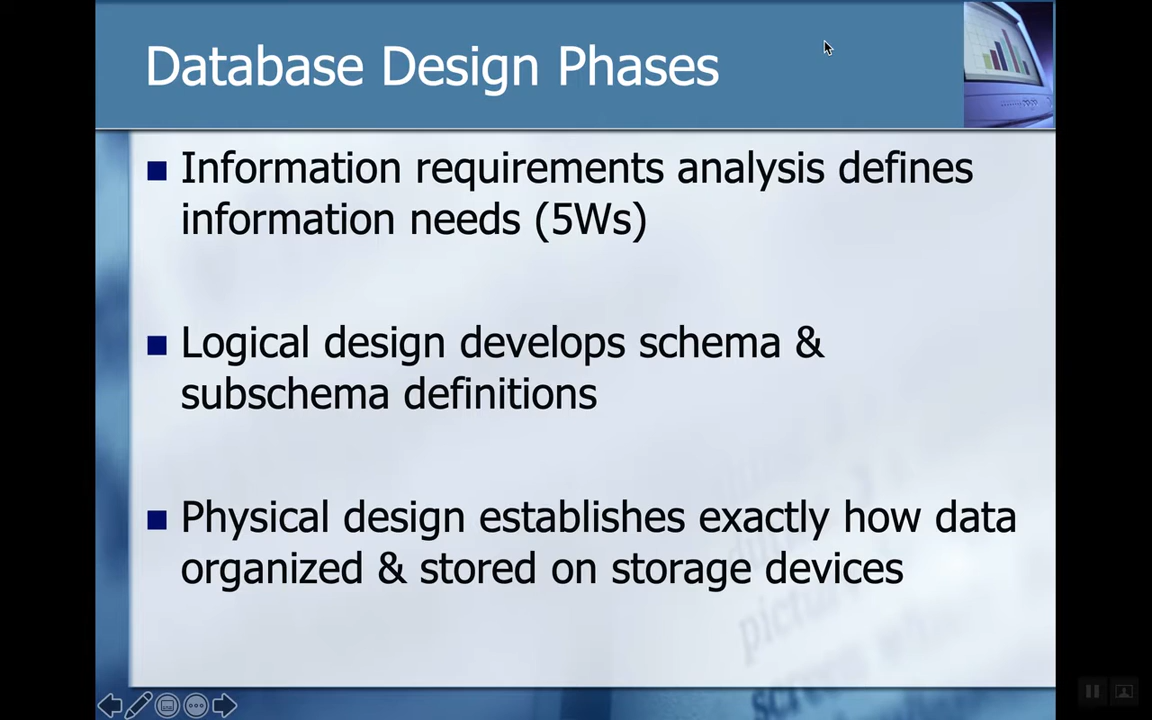 Database Design Phases
Information requirements analysis defines
information needs (5Ws)
Logical design develops schema &
subschema definitions
Physical design establishes exactly how data
organized & stored on storage devices
picture